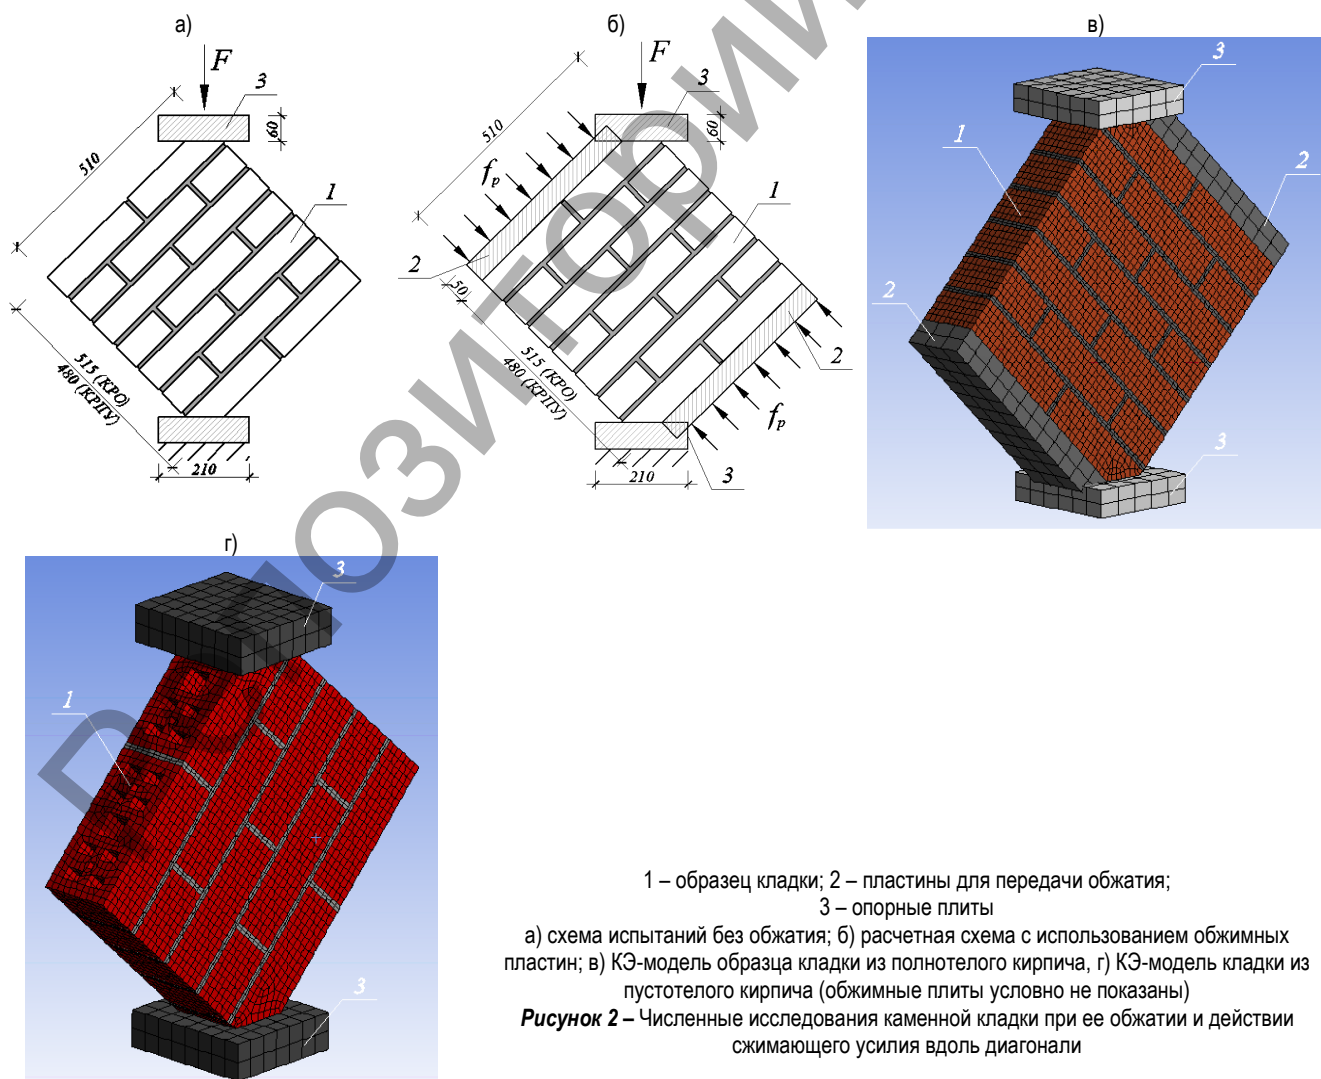 а)
F
3
60
510
1
515 (КРО)
480 (КРПУ)
210
б)
F
3
60
510
fₚ
1
2
50
515 (КРО)
480 (КРПУ)
2
fₚ
210
3
в)
3
1
2
2
3
г)
3
1
3
РЕПОЗИТОРИЙ
1 – образец кладки; 2 – пластины для передачи обжатия;
3 – опорные плиты
а) схема испытаний без обжатия; б) расчетная схема с использованием обжимных
пластин; в) КЭ-модель образца кладки из полнотелого кирпича, г) КЭ-модель кладки из
пустотелого кирпича (обжимные плиты условно не показаны)
Рисунок 2 – Численные исследования каменной кладки при ее обжатии и действии
сжимающего усилия вдоль диагонали